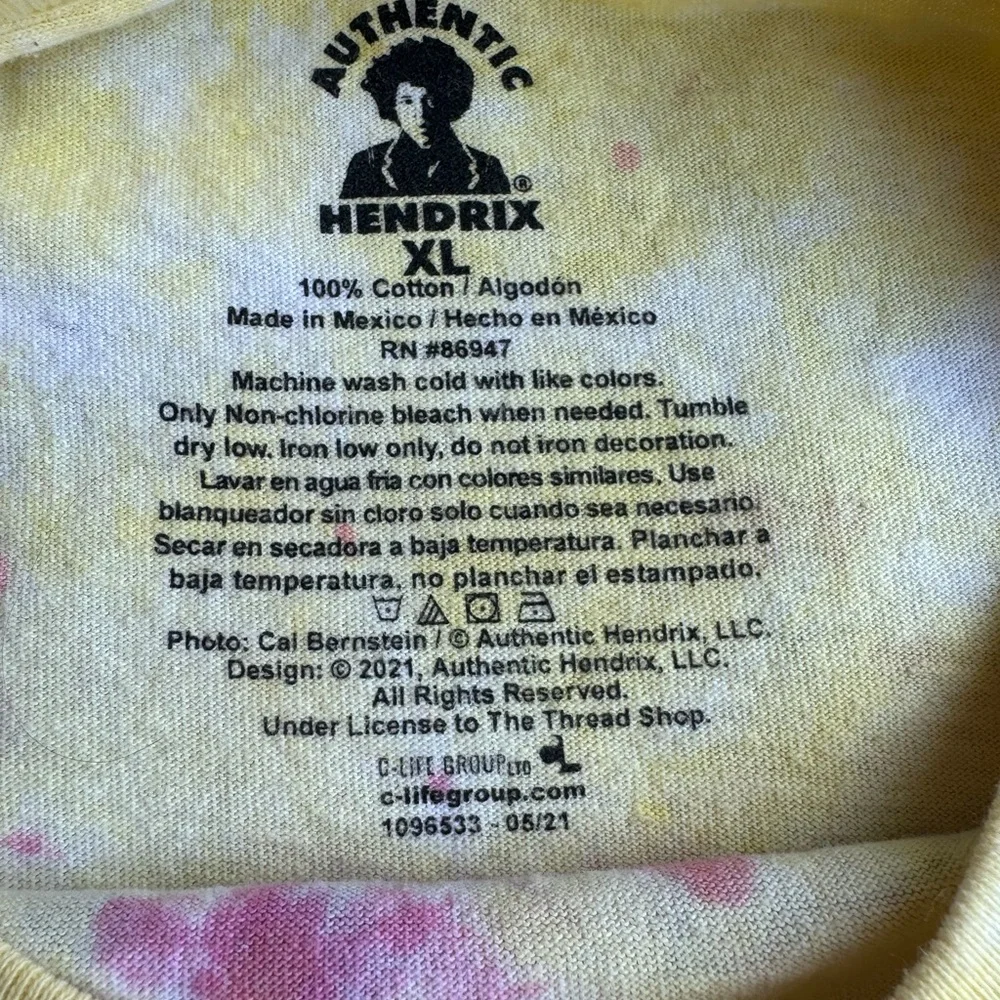 AUTHENTIC
®
HENDRIX
XL
100% Cotton / Algodón
Made in Mexico / Hecho en México
RN #86947
Machine wash cold with like colors.
Only Non-chlorine bleach when needed. Tumble
dry low. Iron low only, do not iron decoration.
Lavar en agua fria con colores similares. Use
blanqueador sin cloro solo cuando sea necesario.
Secar en secadora a baja temperatura. Planchar a
baja temperatura, no planchar el estampado.
Photo: Cal Bernstein / © Authentic Hendrix, LLC.
Design: © 2021, Authentic Hendrix, LLC.
All Rights Reserved.
Under License to The Thread Shop.
C-LIFE GROUP LTD
c-lifegroup.com
1096533 - 05/21